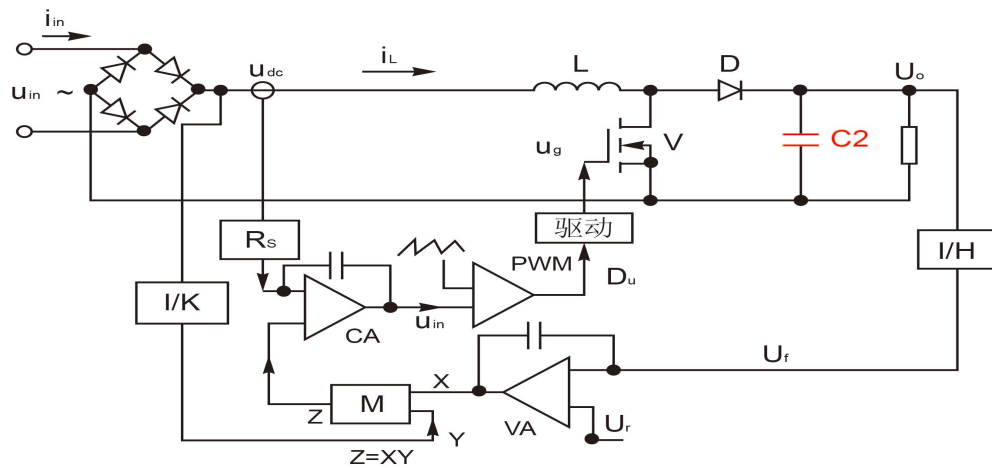 iin
udc
iL
L
D
Uo
uin ~
ug
V
C2
驱动
Rs
PWM
Du
I/H
I/K
CA
uin
Uf
X
M
Z
Y
VA
Ur
Z=XY